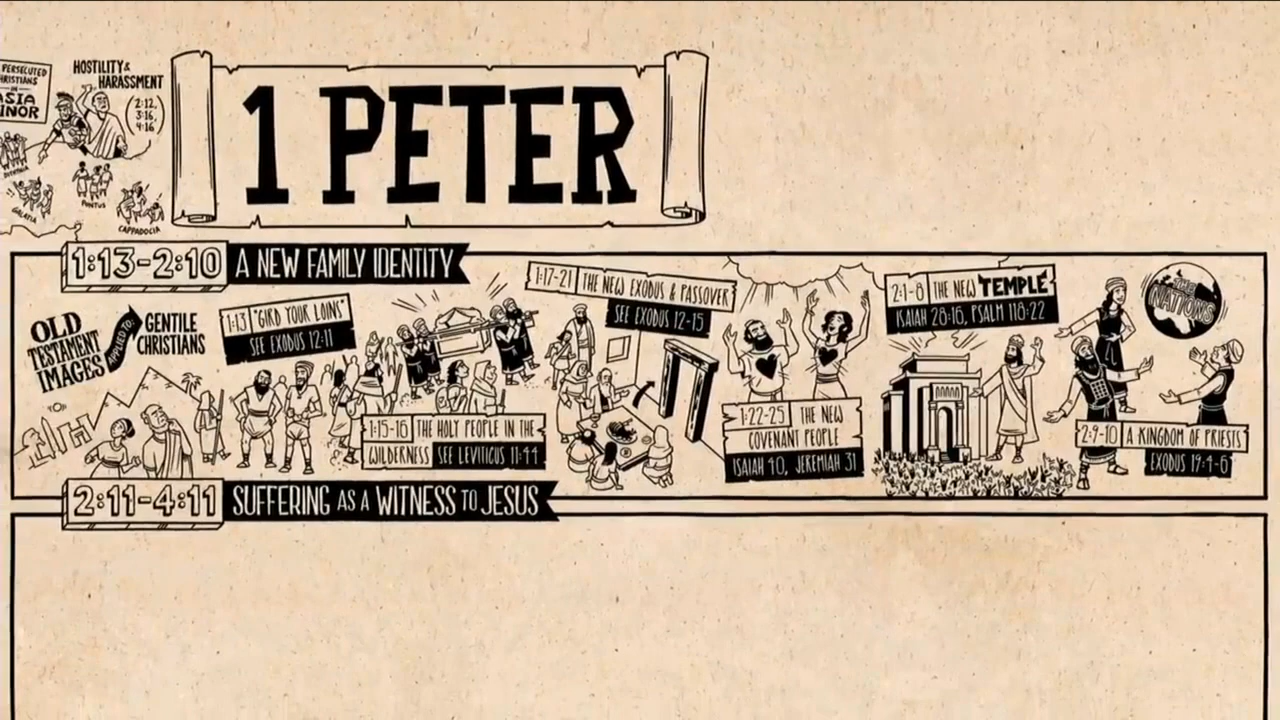 PERSECUTED
CHRISTIANS
IN
ASIA
MINOR
HOSTILITY &
HARASSMENT
(2:12,
3:16,
4:16)
BITHYNIA
GALATIA
PONTUS
CAPPADOCIA
1 PETER
1:13-2:10 A NEW FAMILY IDENTITY
OLD
TESTAMENT
IMAGES
APPLIED TO:
GENTILE
CHRISTIANS
1:13 "GIRD YOUR LOINS"
SEE EXODUS 12:11
1:15-16 THE HOLY PEOPLE IN THE
WILDERNESS SEE LEVITICUS 11:44
1:17-21 THE NEW EXODUS & PASSOVER
SEE EXODUS 12-15
1:22-25 THE NEW
COVENANT PEOPLE
ISAIAH 40, JEREMIAH 31
2:1-8 THE NEW TEMPLE
ISAIAH 28:16, PSALM 118:22
THE
NATIONS
2:9-10 A KINGDOM OF PRIESTS
EXODUS 19:4-6
2:11-4:11 SUFFERING AS A WITNESS TO JESUS